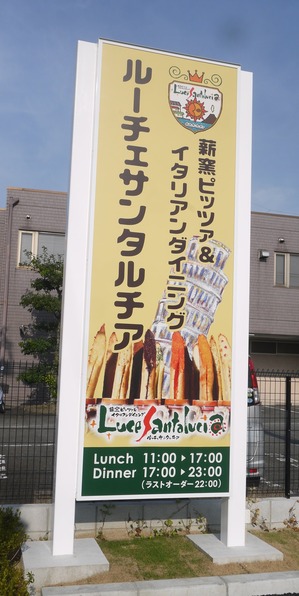 Luce Santalucia
薪窯ピッツァ&
イタリアンダイニング
ルーチェサンタルチア
Luce Santalucia
Lunch 11:00▶17:00
Dinner 17:00▶23:00
(ラストオーダー22:00)